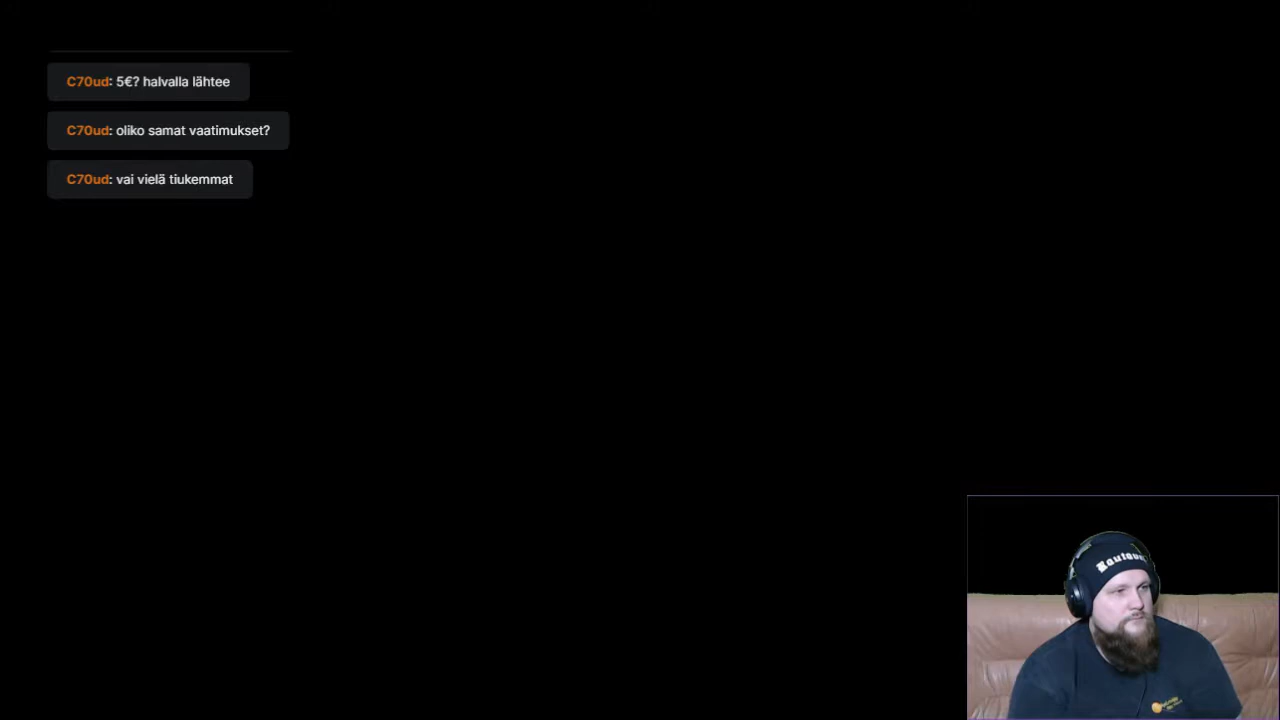 C70ud: 5€? halvalla lähtee
C70ud: oliko samat vaatimukset?
C70ud: vai vielä tiukemmat